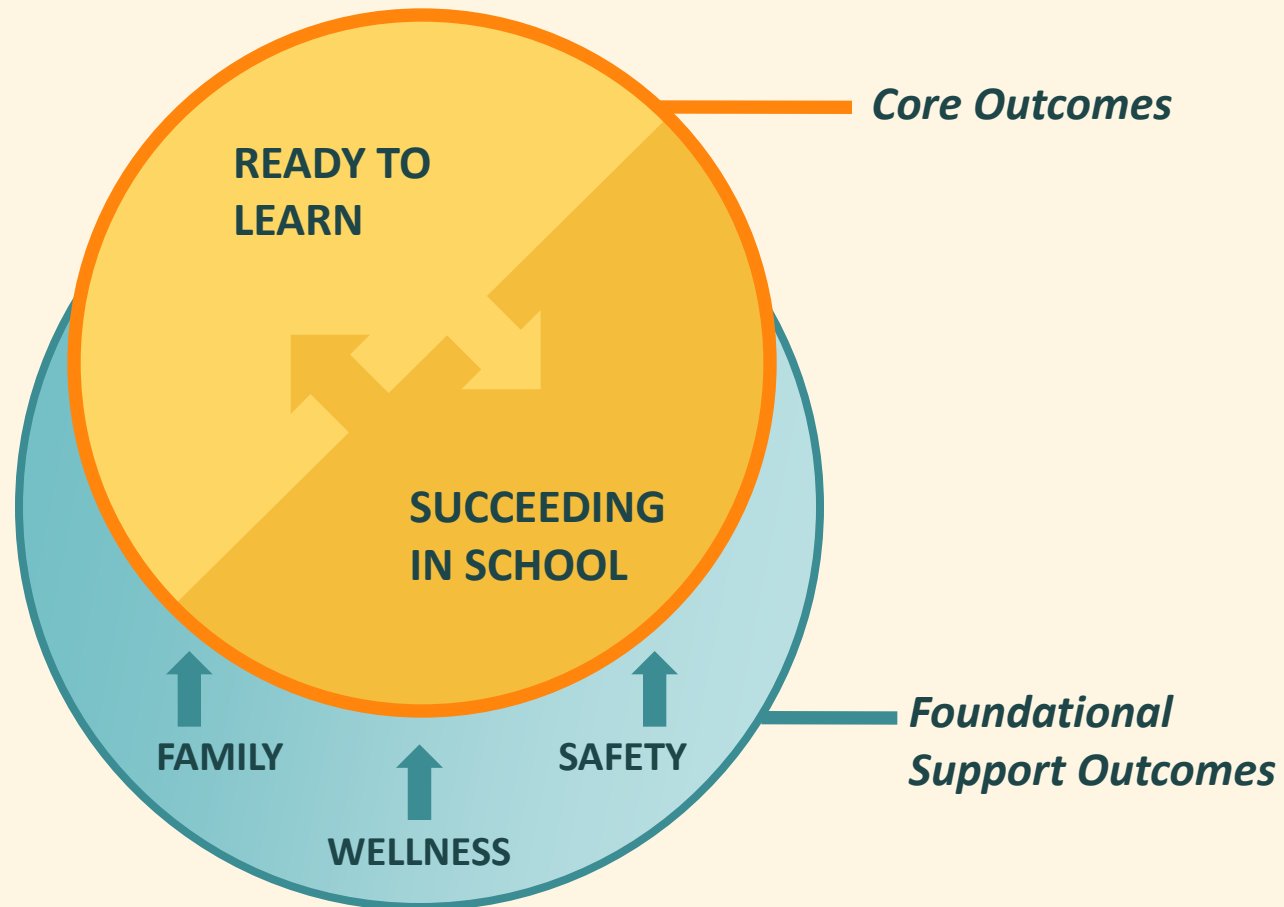 Core Outcomes
READY TO
LEARN
SUCCEEDING
IN SCHOOL
FAMILY
SAFETY
WELLNESS
Foundational
Support Outcomes